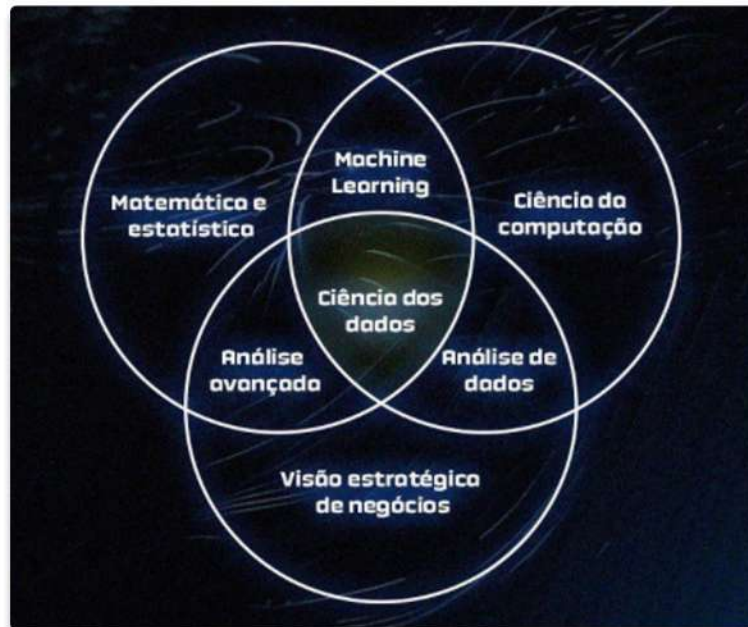 Machine
Learning
Matemática e
estatística
Ciência da
computação
Ciência dos
dados
Análise
avançada
Análise de
dados
Visão estratégica
de negócios